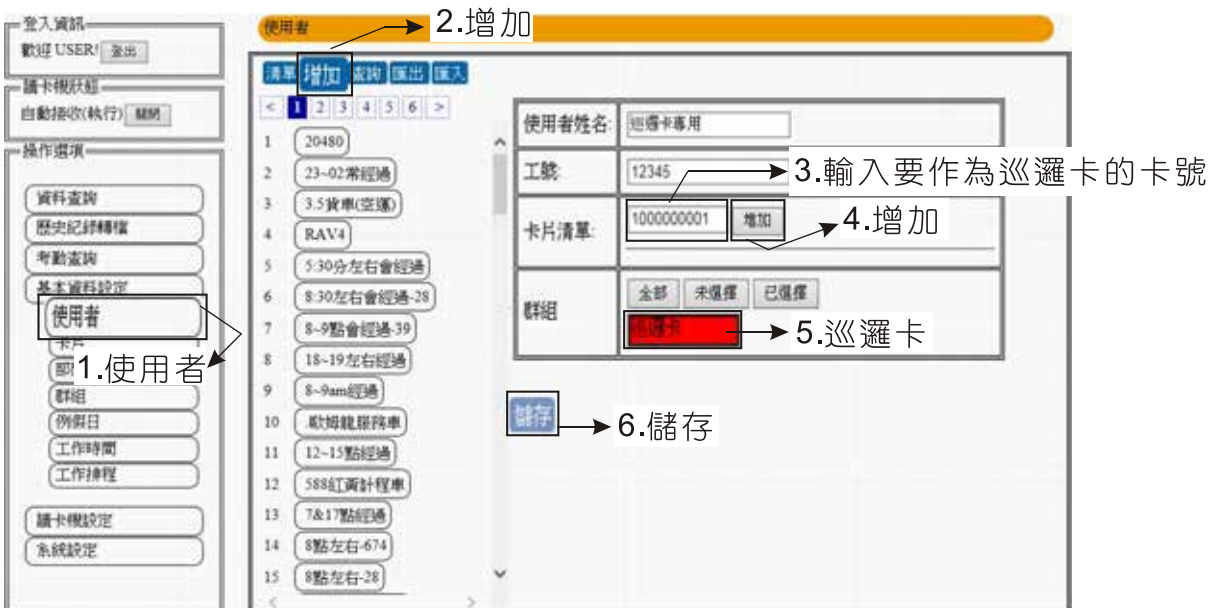 登入資訊
歡迎 USER! 登出
讀卡機狀態
自動接收(執行) 關閉
操作選項
資料查詢
歷史紀錄轉檔
考勤查詢
基本資料設定
使用者
卡片
1.使用者
群組
例假日
工作時間
工作排程
讀卡機設定
系統設定
使用者
2.增加
清單 增加 查詢 匯出 匯入
< 1 2 3 4 5 6 >
1 20480
2 23~02常經過
3 3.5貨車(空運)
4 RAV4
5 5:30分左右會經過
6 8:30左右會經過-28
7 8~9點會經過-39
8 18~19左右經過
9 8~9am經過
10 .歐姆龍服務車
11 12~15點經過
12 588紅黃計程車
13 7&17點經過
14 8點左右-674
15 8點左右-28
< >
使用者姓名: 巡邏卡專用
工號: 12345
3.輸入要作為巡邏卡的卡號
卡片清單: 1000000001 增加
4.增加
群組
全部 未選擇 已選擇
巡邏卡
5.巡邏卡
儲存
6.儲存